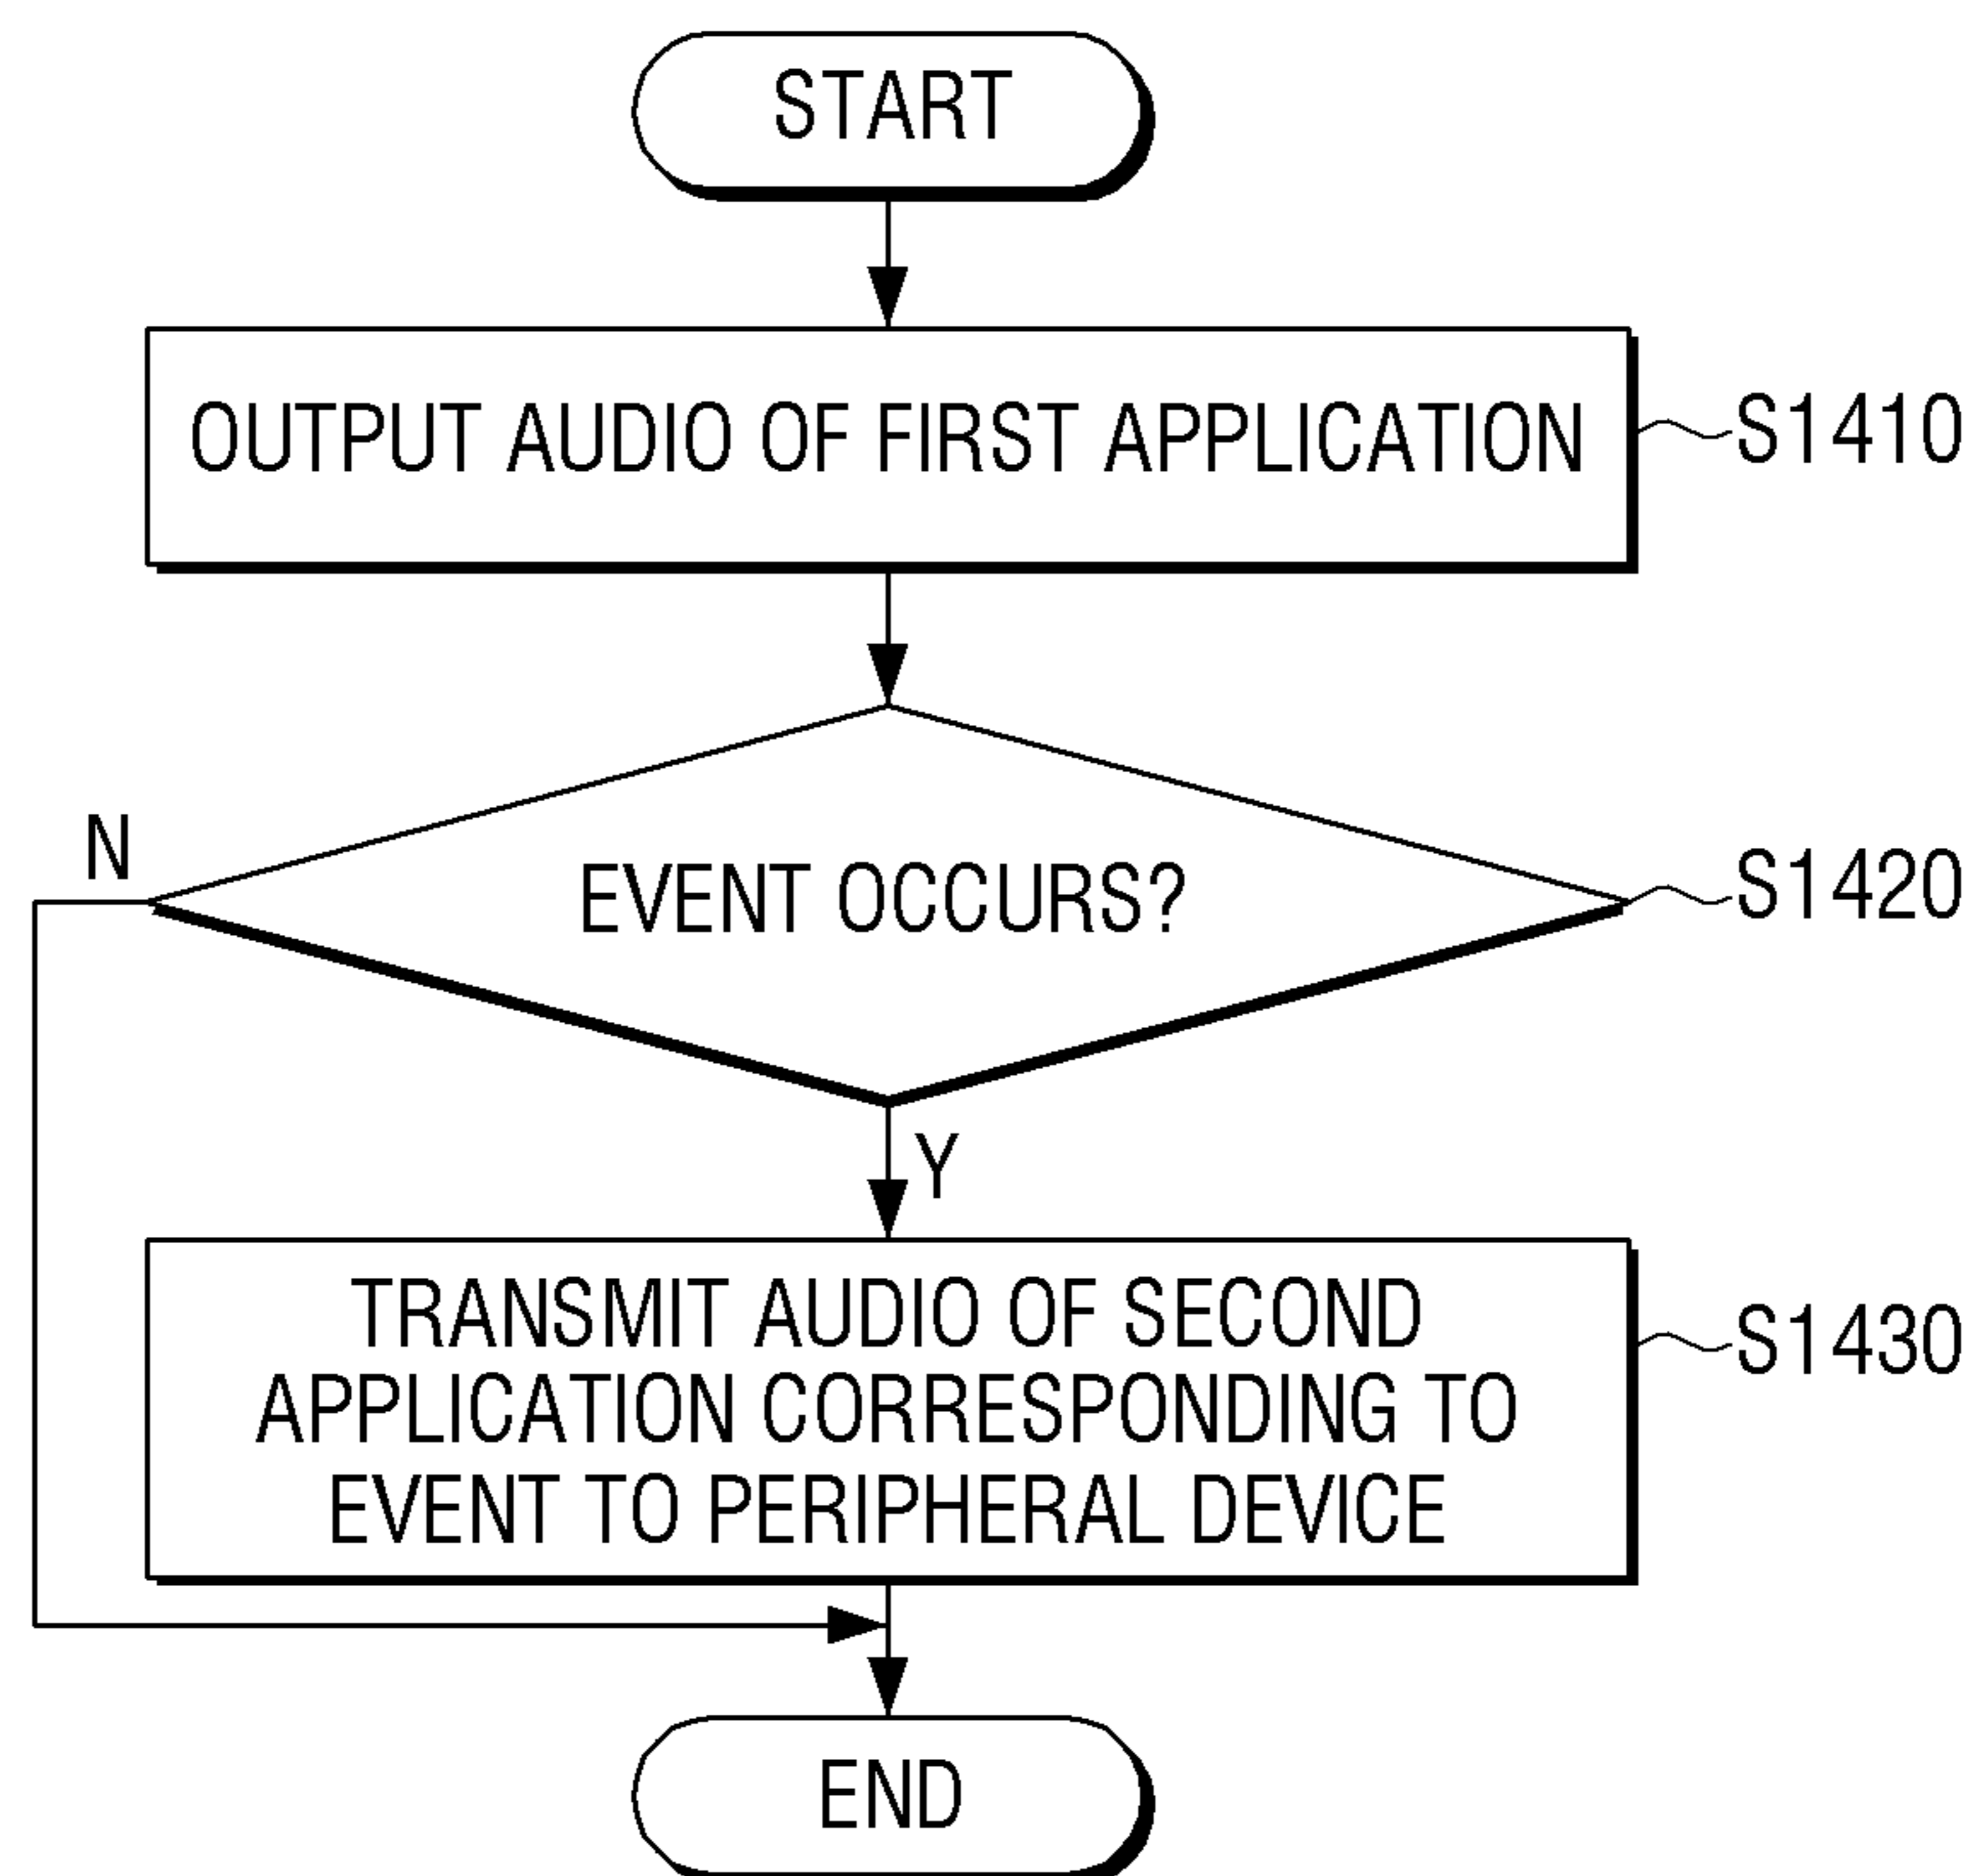 START
OUTPUT AUDIO OF FIRST APPLICATION
S1410
N
EVENT OCCURS?
S1420
Y
TRANSMIT AUDIO OF SECOND
APPLICATION CORRESPONDING TO
EVENT TO PERIPHERAL DEVICE
S1430
END